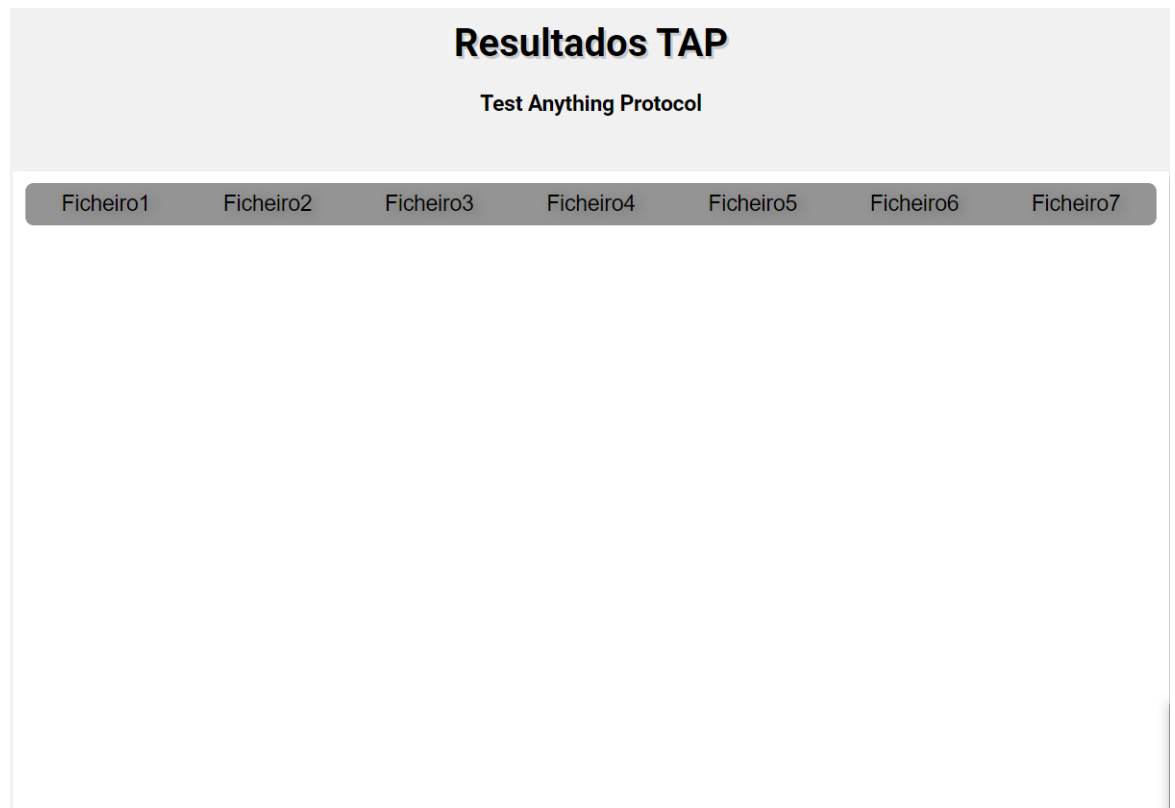 Resultados TAP
Test Anything Protocol
Ficheiro1 Ficheiro2 Ficheiro3 Ficheiro4 Ficheiro5 Ficheiro6 Ficheiro7